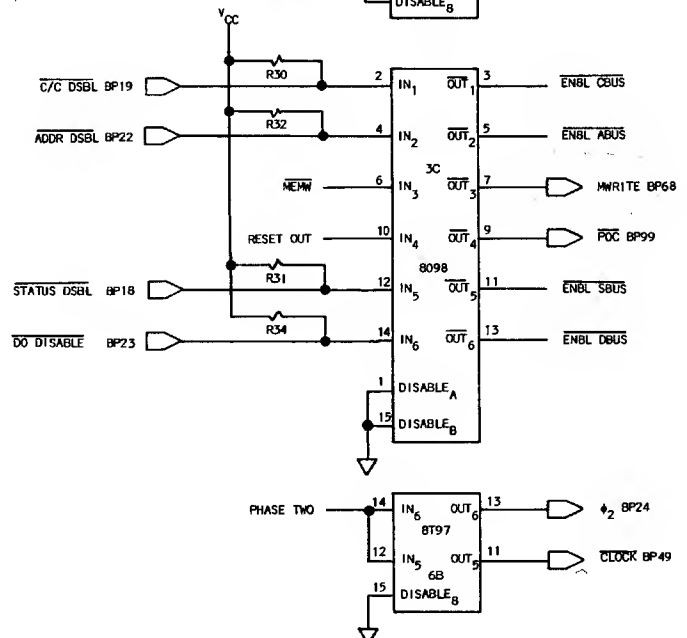 DISABLE8
VCC
R30
C/C DSBL BP19 2 IN1 OUT1 3 ENBL CBUS
R32
ADDR DSBL BP22 4 IN2 OUT2 5 ENBL ABUS
3C
MEMW 6 IN3 OUT3 7 MWRITE BP68
RESET OUT 10 IN4 OUT4 9 POC BP99
8098
R31
STATUS DSBL BP18 12 IN5 OUT5 11 ENBL SBUS
R34
DO DISABLE BP23 14 IN6 OUT6 13 ENBL DBUS
1 DISABLEA
15 DISABLEB
PHASE TWO 14 IN6 OUT6 13 ϕ2 BP24
8T97
12 IN5 OUT5 11 CLOCK BP49
6B
15 DISABLE8